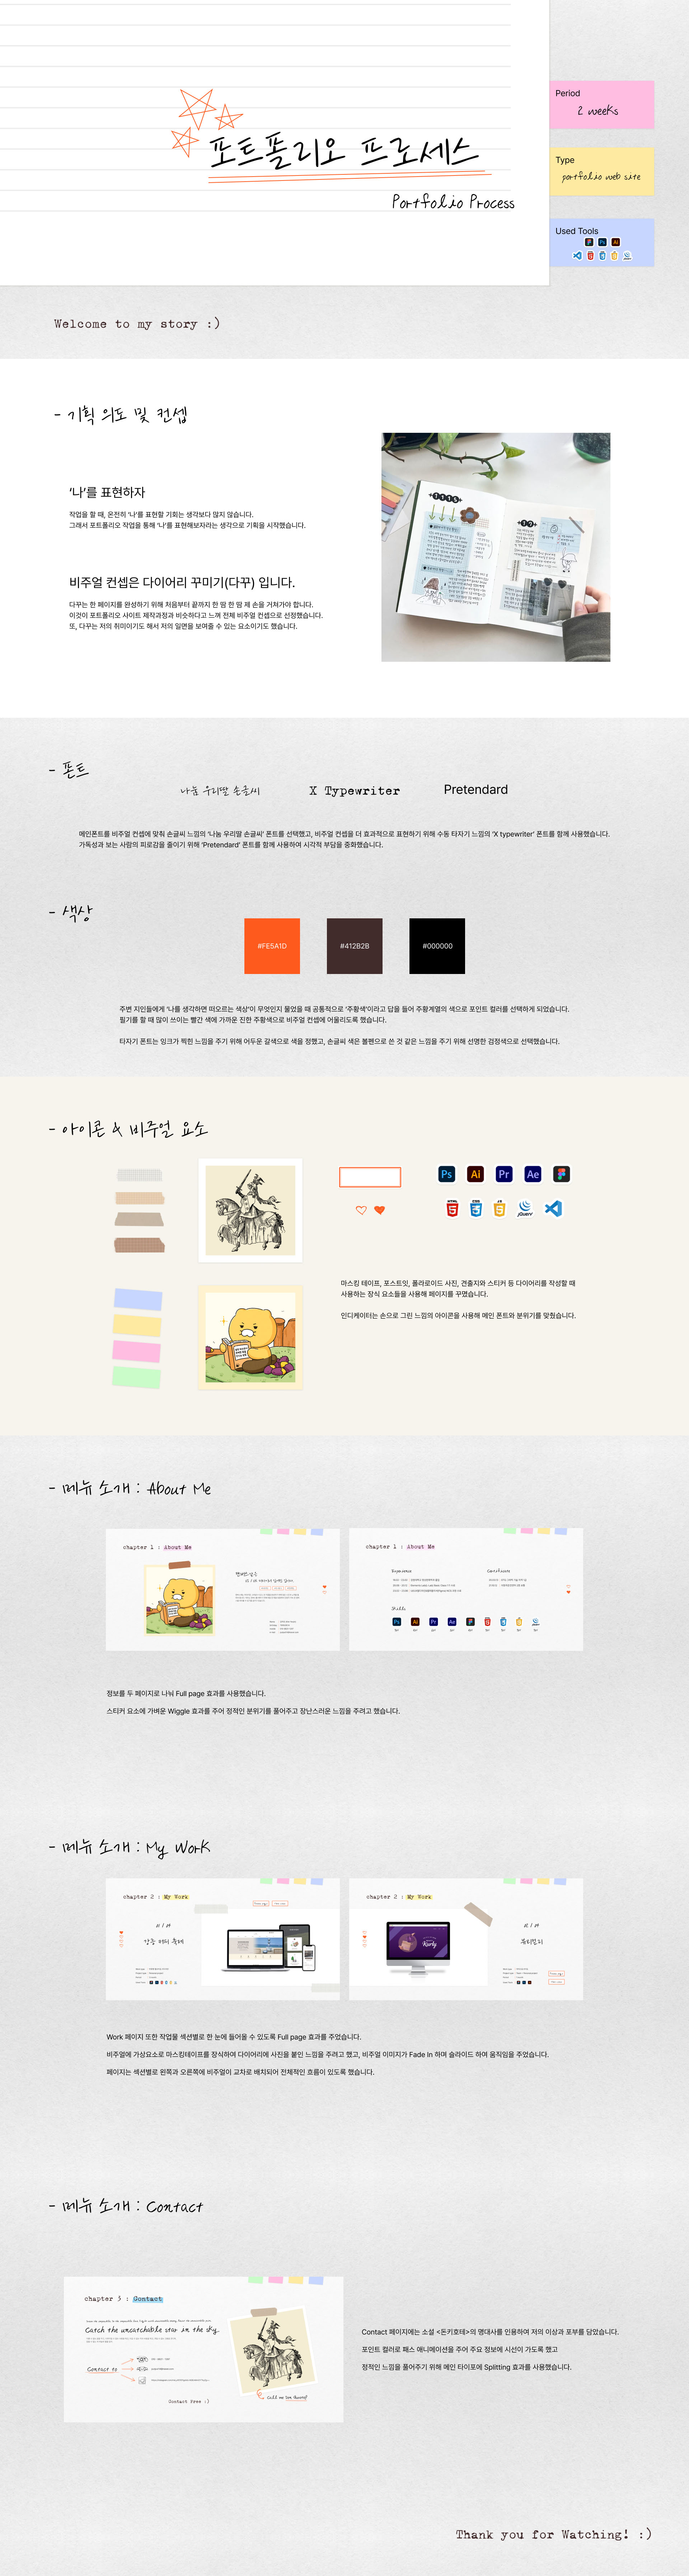 포트폴리오 프로세스
Portfolio Process
Period
2 weeks
Type
portfolio web site
Used Tools
Welcome to my story :)
- 기획 의도 및 컨셉
‘나’를 표현하자
작업을 할 때, 온전히 ‘나’를 표현할 기회는 생각보다 많지 않습니다.
그래서 포트폴리오 작업을 통해 ‘나’를 표현해보자라는 생각으로 기획을 시작했습니다.
비주얼 컨셉은 다이어리 꾸미기(다꾸) 입니다.
다꾸는 한 페이지를 완성하기 위해 처음부터 끝까지 한 땀 한 땀 제 손을 거쳐가야 합니다.
이것이 포트폴리오 사이트 제작과정과 비슷하다고 느껴 전체 비주얼 컨셉으로 선정했습니다.
또, 다꾸는 저의 취미이기도 해서 저의 일면을 보여줄 수 있는 요소이기도 했습니다.
- 폰트
나눔 우리딸 손글씨
X Typewriter
Pretendard
메인폰트를 비주얼 컨셉에 맞춰 손글씨 느낌의 ‘나눔 우리딸 손글씨’ 폰트를 선택했고, 비주얼 컨셉을 더 효과적으로 표현하기 위해 수동 타자기 느낌의 ‘X typewriter’ 폰트를 함께 사용했습니다.
가독성과 보는 사람의 피로감을 줄이기 위해 ‘Pretendard’ 폰트를 함께 사용하여 시각적 부담을 중화했습니다.
- 색상
#FE5A1D
#412B2B
#000000
주변 지인들에게 ‘나를 생각하면 떠오르는 색상’이 무엇인지 물었을 때 공통적으로 ‘주황색’이라고 답을 들어 주황계열의 색으로 포인트 컬러를 선택하게 되었습니다.
필기를 할 때 많이 쓰이는 빨간 색에 가까운 진한 주황색으로 비주얼 컨셉에 어울리도록 했습니다.
타자기 폰트는 잉크가 찍힌 느낌을 주기 위해 어두운 갈색으로 색을 정했고, 손글씨 색은 볼펜으로 쓴 것 같은 느낌을 주기 위해 선명한 검정색으로 선택했습니다.
- 아이콘 & 비주얼 요소
Ps
Ai
Pr
Ae
HTML
CSS
JS
jQuery
마스킹 테이프, 포스트잇, 폴라로이드 사진, 견출지와 스티커 등 다이어리를 작성할 때
사용하는 장식 요소들을 사용해 페이지를 꾸몄습니다.
인디케이터는 손으로 그린 느낌의 아이콘을 사용해 메인 폰트와 분위기를 맞췄습니다.
- 메뉴 소개 : About Me
chapter 1 : About Me
chapter 1 : About Me
Experience
Certificate
Skills
정보를 두 페이지로 나눠 Full page 효과를 사용했습니다.
스티커 요소에 가벼운 Wiggle 효과를 주어 정적인 분위기를 풀어주고 장난스러운 느낌을 주려고 했습니다.
- 메뉴 소개 : My Work
chapter 2 : My Work
chapter 2 : My Work
Kurly
뷰티컬리
Work 페이지 또한 작업물 섹션별로 한 눈에 들어올 수 있도록 Full page 효과를 주었습니다.
비주얼에 가상요소로 마스킹테이프를 장식하여 다이어리에 사진을 붙인 느낌을 주려고 했고, 비주얼 이미지가 Fade In 하며 슬라이드 하여 움직임을 주었습니다.
페이지는 섹션별로 왼쪽과 오른쪽에 비주얼이 교차로 배치되어 전체적인 흐름이 있도록 했습니다.
- 메뉴 소개 : Contact
chapter 3 : Contact
Catch the uncatchable star in the sky.
Contact to
Contact Free :)
Call me Don Quixote!
Contact 페이지에는 소설 <돈키호테>의 명대사를 인용하여 저의 이상과 포부를 담았습니다.
포인트 컬러로 패스 애니메이션을 주어 주요 정보에 시선이 가도록 했고
정적인 느낌을 풀어주기 위해 메인 타이포에 Splitting 효과를 사용했습니다.
Thank you for Watching! :)